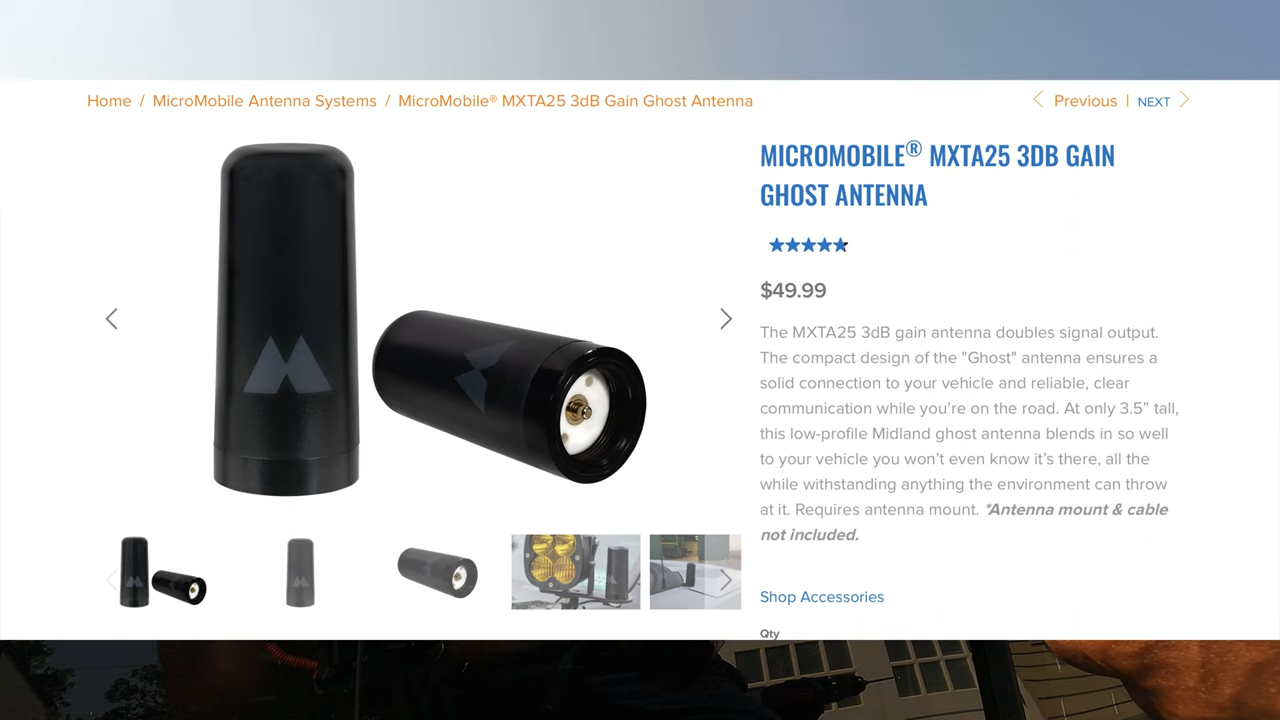 Home / MicroMobile Antenna Systems / MicroMobile® MXTA25 3dB Gain Ghost Antenna
Previous | NEXT
MICROMOBILE® MXTA25 3DB GAIN
GHOST ANTENNA
$49.99
The MXTA25 3dB gain antenna doubles signal output.
The compact design of the "Ghost" antenna ensures a
solid connection to your vehicle and reliable, clear
communication while you’re on the road. At only 3.5” tall,
this low-profile Midland ghost antenna blends in so well
to your vehicle you won’t even know it’s there, all the
while withstanding anything the environment can throw
at it. Requires antenna mount. *Antenna mount & cable
not included.
Shop Accessories
Qty